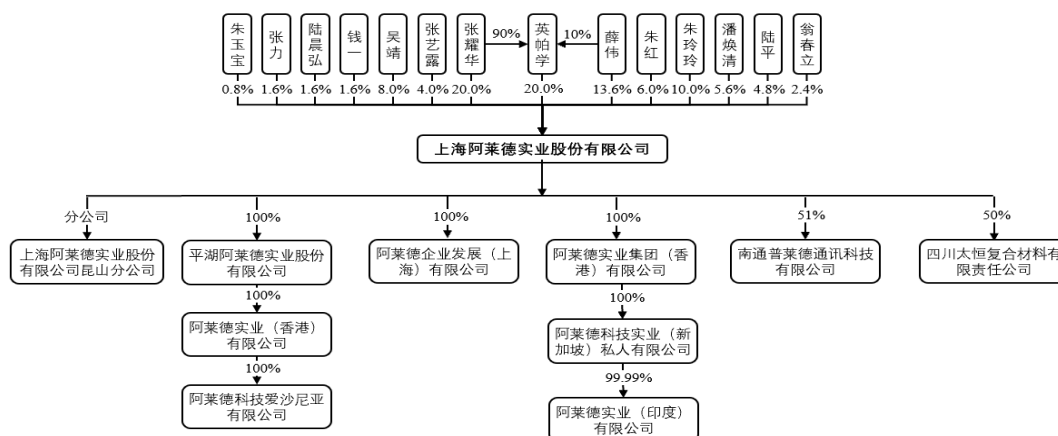 朱玉宝
张力
陆晨弘
钱一
吴靖
张艺露
张耀华
90%
英帕学
10%
薛伟
朱红
朱玲玲
潘焕清
陆平
翁春立
0.8%
1.6%
1.6%
1.6%
8.0%
4.0%
20.0%
20.0%
13.6%
6.0%
10.0%
5.6%
4.8%
2.4%
上海阿莱德实业股份有限公司
分公司
100%
100%
100%
51%
50%
上海阿莱德实业股份
有限公司昆山分公司
平湖阿莱德实业股份
有限公司
阿莱德企业发展（上
海）有限公司
阿莱德实业集团（香
港）有限公司
南通普莱德通讯科技
有限公司
四川太恒复合材料有
限责任公司
100%
100%
阿莱德实业（香港）
有限公司
阿莱德科技实业（新
加坡）私人有限公司
100%
99.99%
阿莱德科技爱沙尼亚
有限公司
阿莱德实业（印度）
有限公司